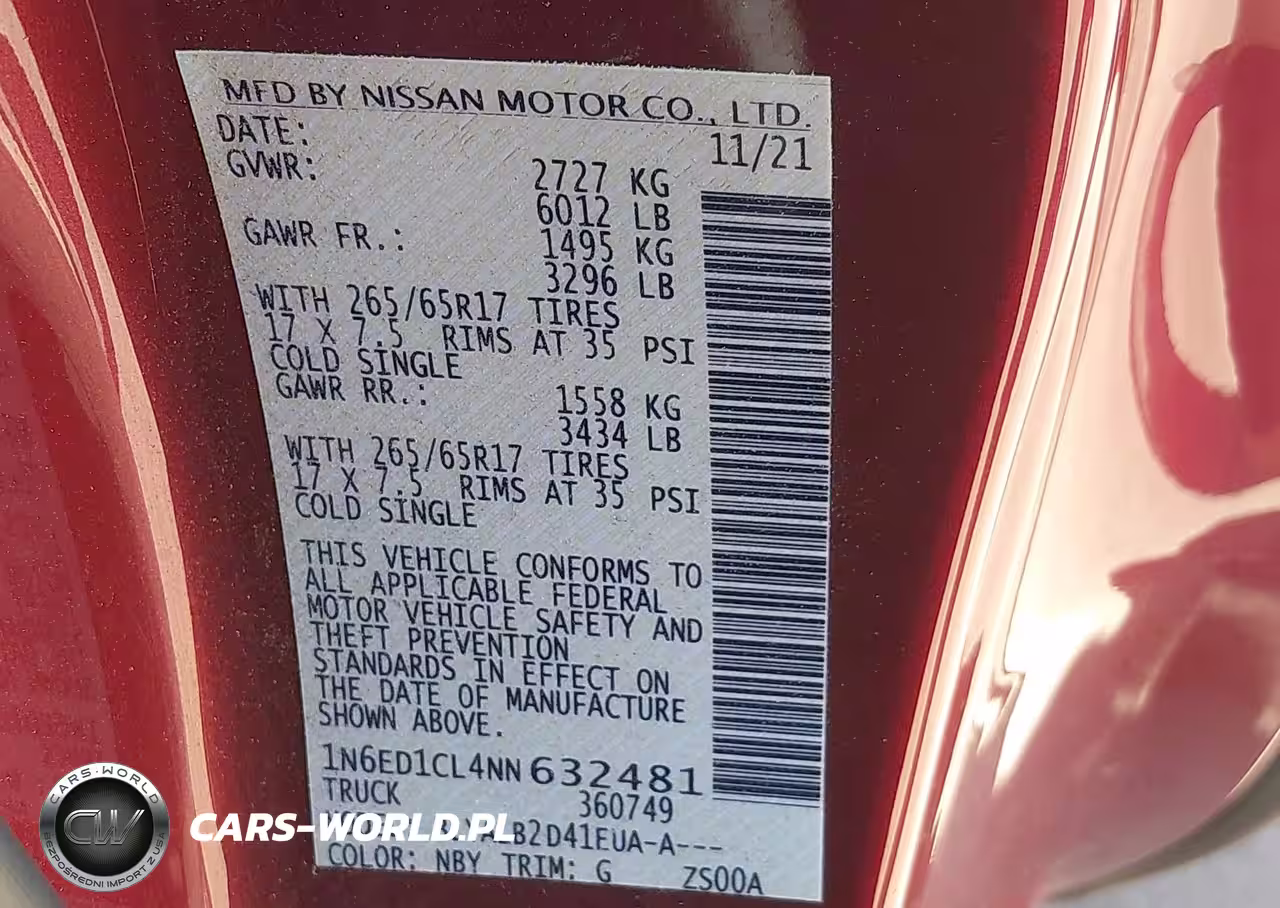 MFD BY NISSAN MOTOR CO., LTD.
DATE: 11/21
GVWR: 2727 KG
6012 LB
GAWR FR.: 1495 KG
3296 LB
WITH 265/65R17 TIRES
17 X 7.5 RIMS AT 35 PSI
COLD SINGLE
GAWR RR.: 1558 KG
3434 LB
WITH 265/65R17 TIRES
17 X 7.5 RIMS AT 35 PSI
COLD SINGLE
THIS VEHICLE CONFORMS TO
ALL APPLICABLE FEDERAL
MOTOR VEHICLE SAFETY AND
THEFT PREVENTION
STANDARDS IN EFFECT ON
THE DATE OF MANUFACTURE
SHOWN ABOVE.
1N6ED1CL4NN632481
TRUCK 360749
COLOR: NBY TRIM: G ZS00A
CARS-WORLD
CW
BEZPOŚREDNI IMPORT Z USA
CARS-WORLD.PL